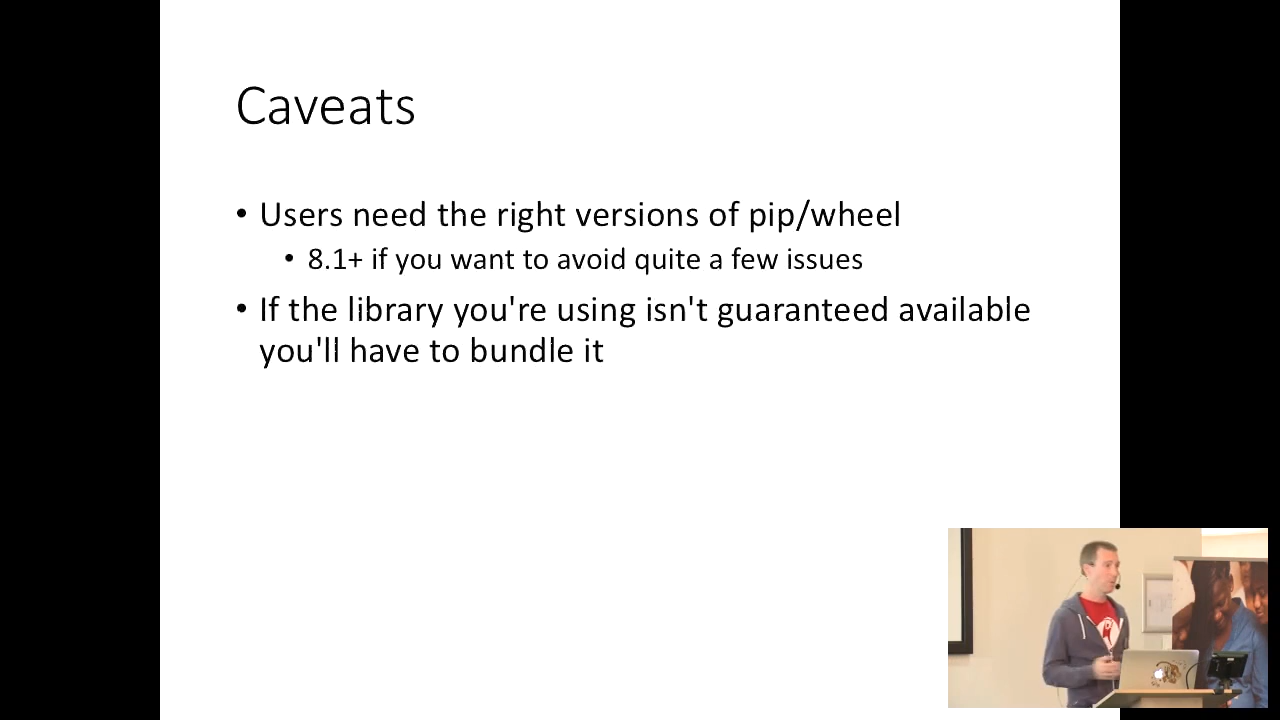 Caveats
• Users need the right versions of pip/wheel
• 8.1+ if you want to avoid quite a few issues
• If the library you're using isn't guaranteed available
you'll have to bundle it